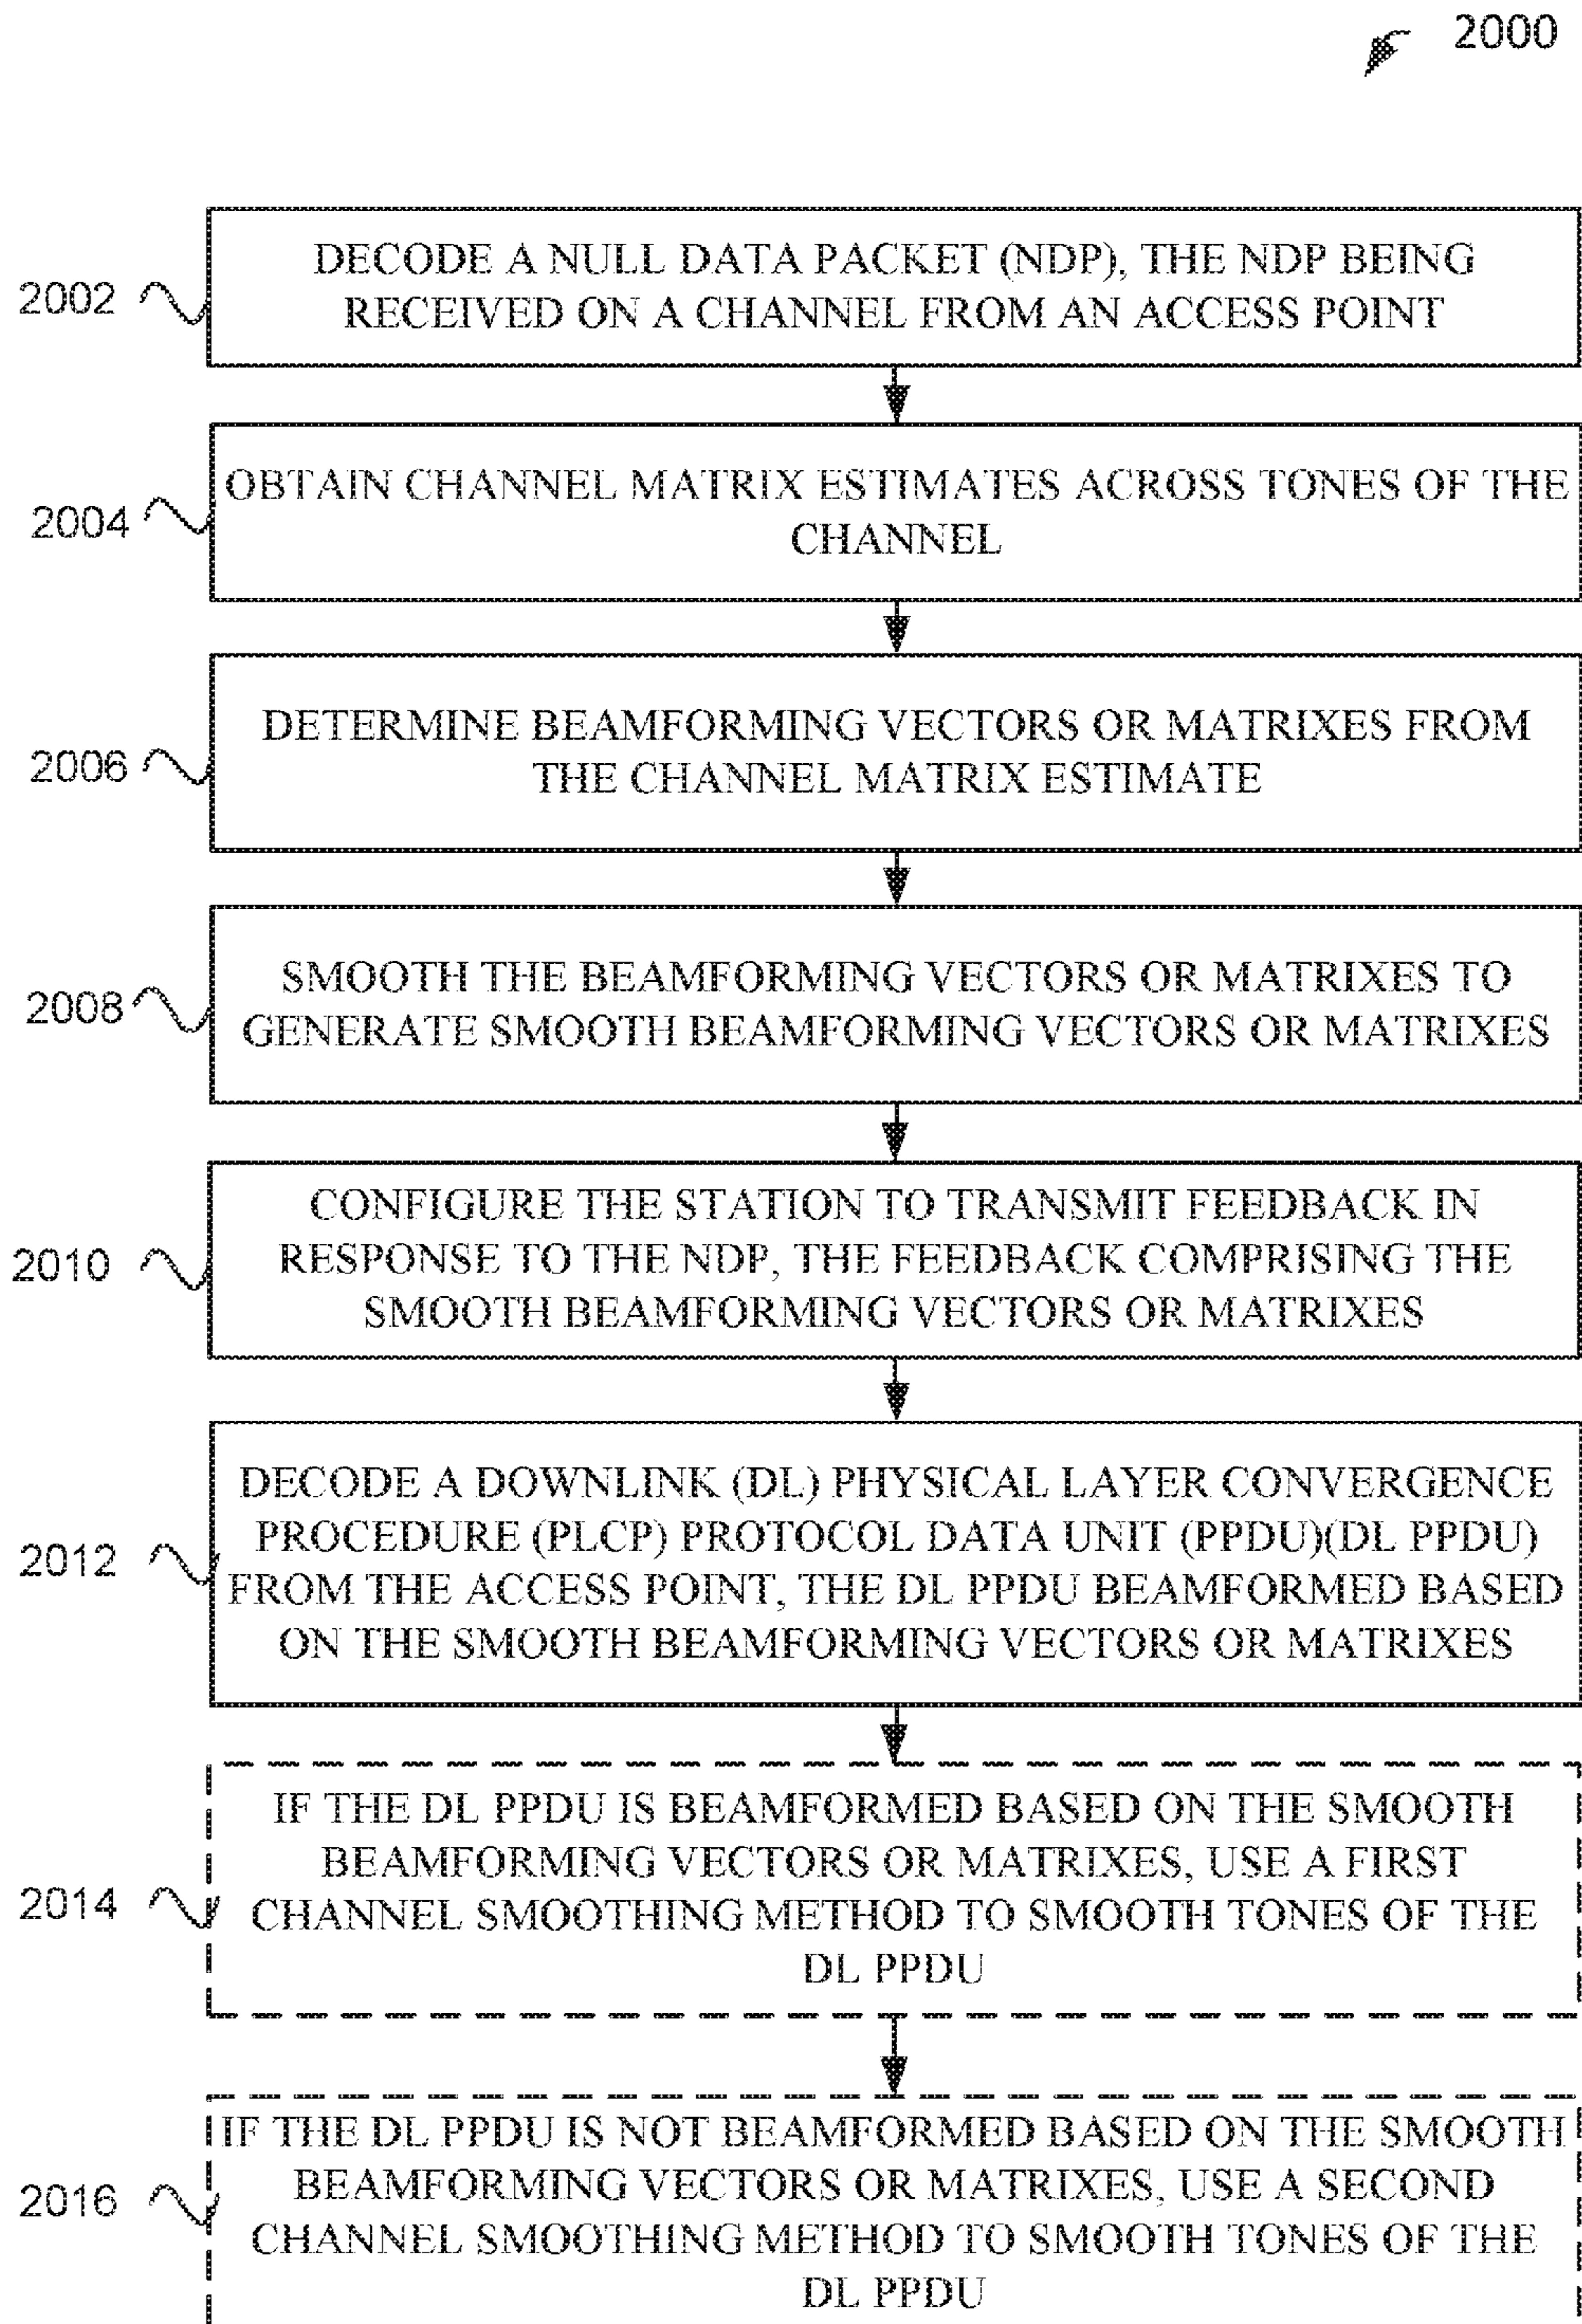 2000
2002
DECODE A NULL DATA PACKET (NDP), THE NDP BEING
RECEIVED ON A CHANNEL FROM AN ACCESS POINT
2004
OBTAIN CHANNEL MATRIX ESTIMATES ACROSS TONES OF THE
CHANNEL
2006
DETERMINE BEAMFORMING VECTORS OR MATRIXES FROM
THE CHANNEL MATRIX ESTIMATE
2008
SMOOTH THE BEAMFORMING VECTORS OR MATRIXES TO
GENERATE SMOOTH BEAMFORMING VECTORS OR MATRIXES
2010
CONFIGURE THE STATION TO TRANSMIT FEEDBACK IN
RESPONSE TO THE NDP, THE FEEDBACK COMPRISING THE
SMOOTH BEAMFORMING VECTORS OR MATRIXES
2012
DECODE A DOWNLINK (DL) PHYSICAL LAYER CONVERGENCE
PROCEDURE (PLCP) PROTOCOL DATA UNIT (PPDU)(DL PPDU)
FROM THE ACCESS POINT, THE DL PPDU BEAMFORMED BASED
ON THE SMOOTH BEAMFORMING VECTORS OR MATRIXES
2014
IF THE DL PPDU IS BEAMFORMED BASED ON THE SMOOTH
BEAMFORMING VECTORS OR MATRIXES, USE A FIRST
CHANNEL SMOOTHING METHOD TO SMOOTH TONES OF THE
DL PPDU
2016
IF THE DL PPDU IS NOT BEAMFORMED BASED ON THE SMOOTH
BEAMFORMING VECTORS OR MATRIXES, USE A SECOND
CHANNEL SMOOTHING METHOD TO SMOOTH TONES OF THE
DL PPDU